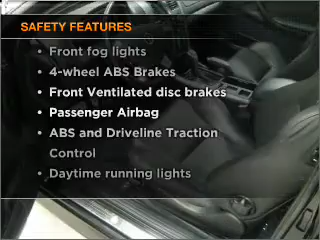 SAFETY FEATURES
• Front fog lights
• 4-wheel ABS Brakes
• Front Ventilated disc brakes
• Passenger Airbag
• ABS and Driveline Traction
Control
• Daytime running lights